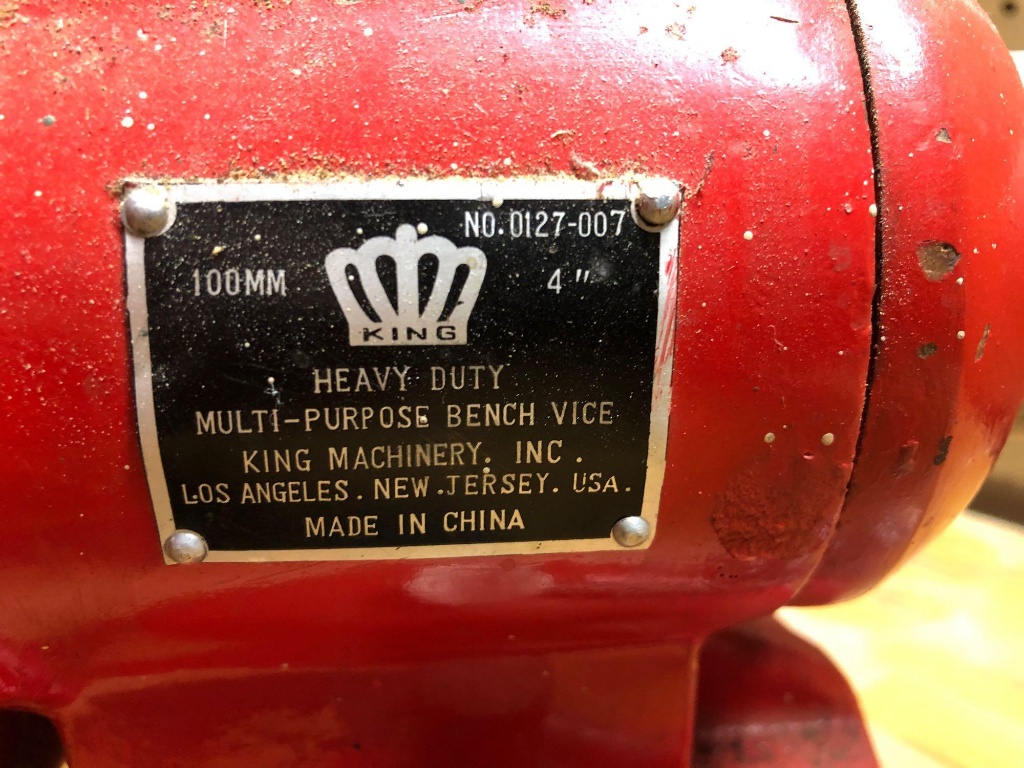 NO.0127-007
100MM
4"
KING
HEAVY DUTY
MULTI-PURPOSE BENCH VICE
KING MACHINERY. INC.
LOS ANGELES. NEW.JERSEY. USA.
MADE IN CHINA